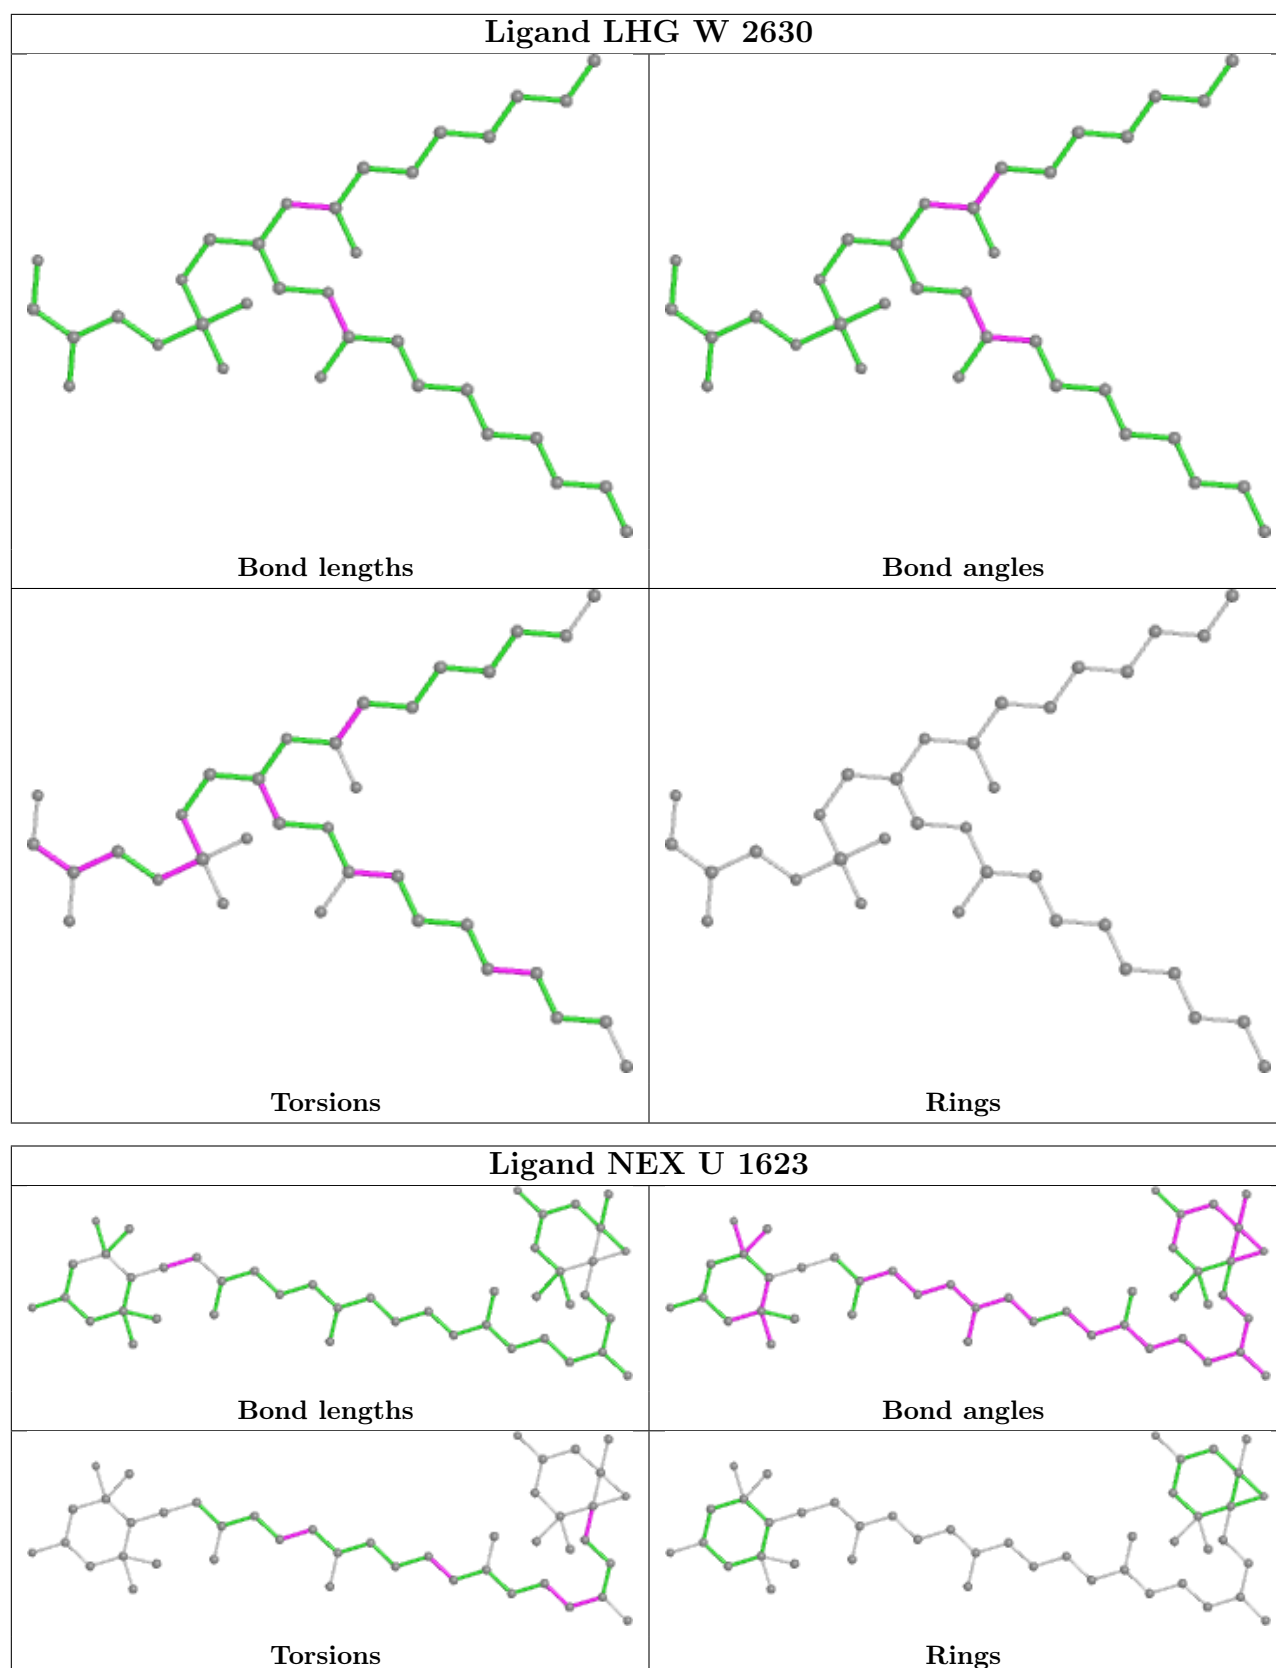 Ligand LHG W 2630
Bond lengths
Bond angles
Torsions
Rings
Ligand NEX U 1623
Bond lengths
Bond angles
Torsions
Rings